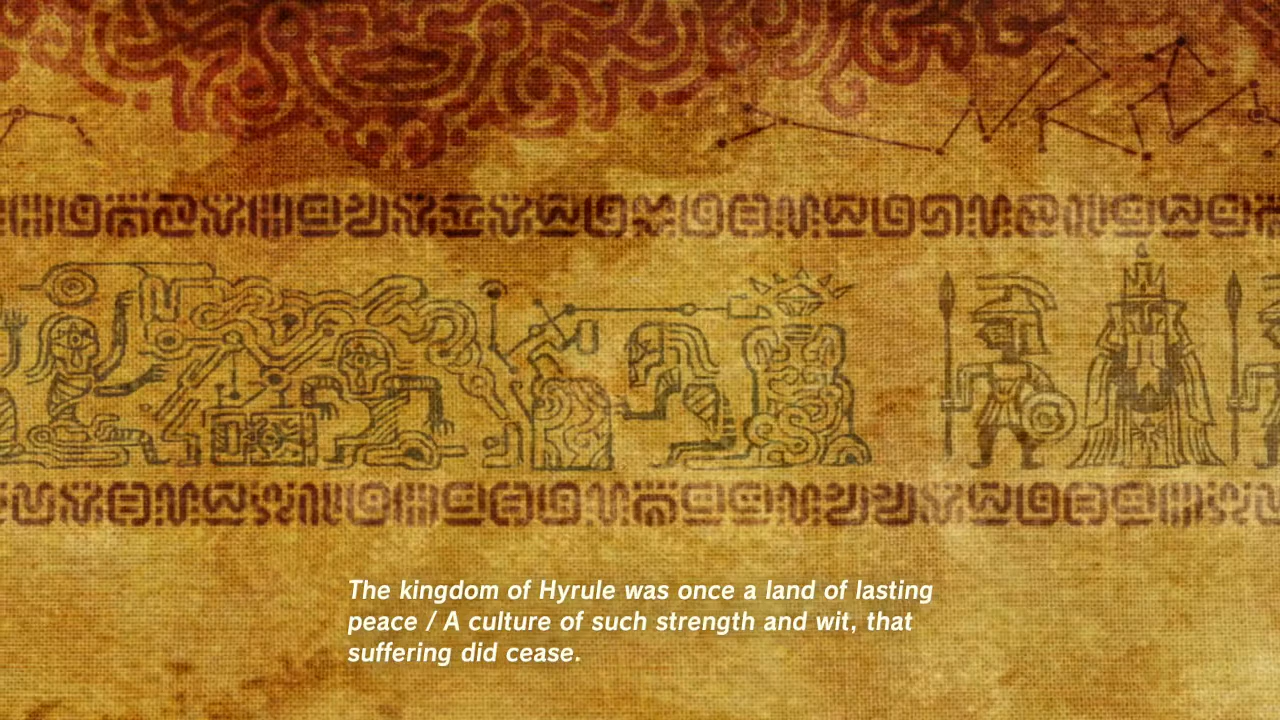 The kingdom of Hyrule was once a land of lasting
peace / A culture of such strength and wit, that
suffering did cease.